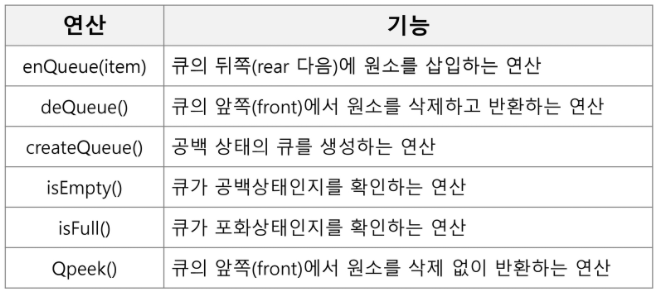 연산 기능
enQueue(item) 큐의 뒤쪽(rear 다음)에 원소를 삽입하는 연산
deQueue() 큐의 앞쪽(front)에서 원소를 삭제하고 반환하는 연산
createQueue() 공백 상태의 큐를 생성하는 연산
isEmpty() 큐가 공백상태인지를 확인하는 연산
isFull() 큐가 포화상태인지를 확인하는 연산
Qpeek() 큐의 앞쪽(front)에서 원소를 삭제 없이 반환하는 연산